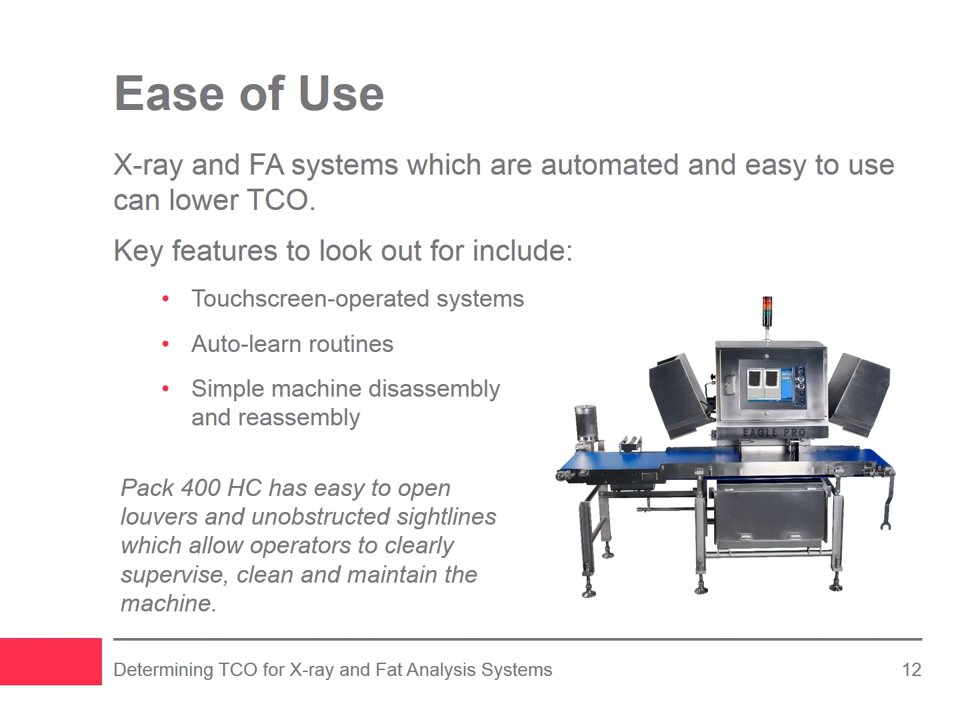 Ease of Use
X-ray and FA systems which are automated and easy to use
can lower TCO.
Key features to look out for include:
• Touchscreen-operated systems
• Auto-learn routines
• Simple machine disassembly
and reassembly
EAGLE PRO
Pack 400 HC has easy to open
louvers and unobstructed sightlines
which allow operators to clearly
supervise, clean and maintain the
machine.
Determining TCO for X-ray and Fat Analysis Systems
12